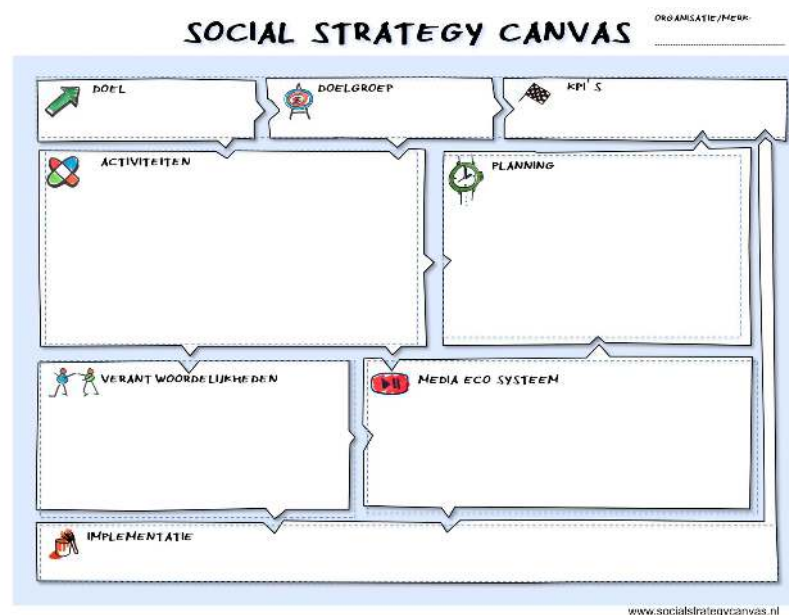 SOCIAL STRATEGY CANVAS
ORGANISATIE/MERK:
DOEL
DOELGROEP
KPI'S
ACTIVITEITEN
PLANNING
VERANTWOORDELIJKHEDEN
MEDIA ECO SYSTEEM
IMPLEMENTATIE
www.socialstrategycanvas.nl